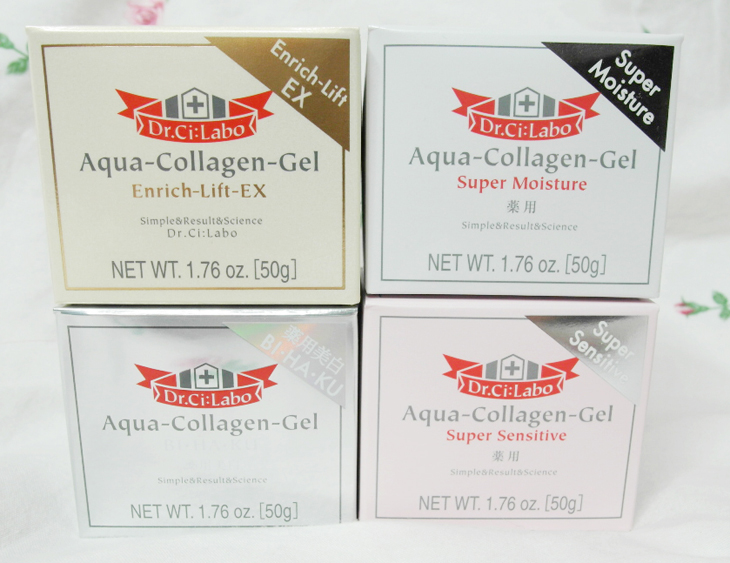 Enrich-Lift
EX
Dr.Ci:Labo
Aqua-Collagen-Gel
Enrich-Lift-EX
Simple&Result&Science
Dr.Ci:Labo
NET WT. 1.76 oz. [50g]
Super
Moisture
Dr.Ci:Labo
Aqua-Collagen-Gel
Super Moisture
薬用
Simple&Result&Science
NET WT. 1.76 oz. [50g]
薬用美白
BI·HA·KU
Dr.Ci:Labo
Aqua-Collagen-Gel
Simple&Result&Science
NET WT. 1.76 oz. [50g]
Super
Sensitive
Dr.Ci:Labo
Aqua-Collagen-Gel
Super Sensitive
薬用
Simple&Result&Science
NET WT. 1.76 oz. [50g]